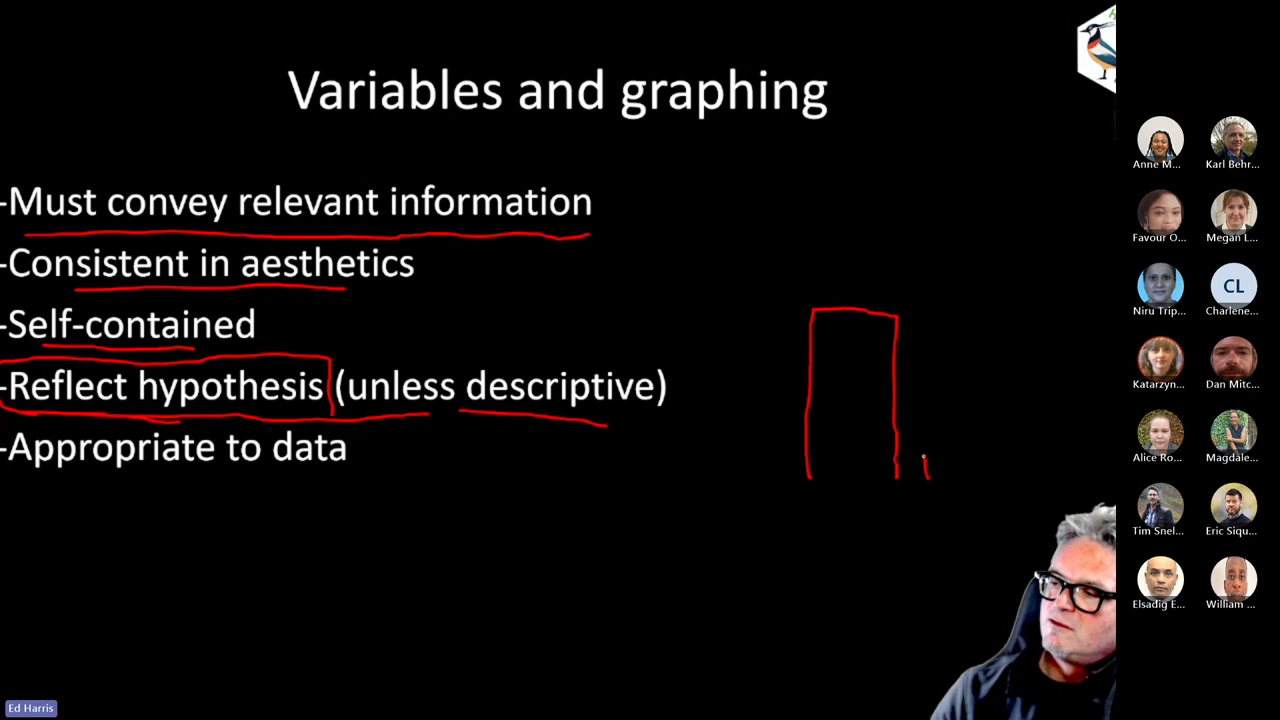 Variables and graphing
-Must convey relevant information
-Consistent in aesthetics
-Self-contained
-Reflect hypothesis (unless descriptive)
-Appropriate to data
Anne M...
Karl Behr...
Favour O...
Megan L...
Niru Trip...
CL
Charlene...
Katarzyn...
Dan Mitc...
Alice Ro...
Magdale...
Tim Snel...
Eric Siqu...
Elsadig E...
William ...
Ed Harris